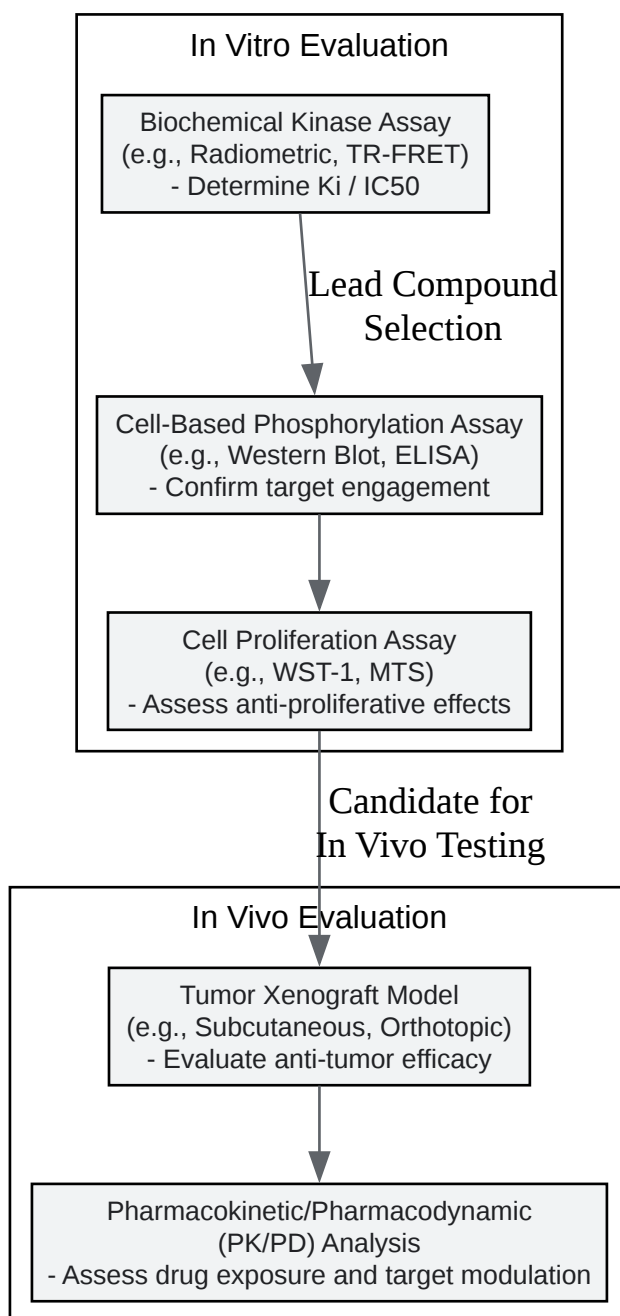 In Vitro Evaluation
Biochemical Kinase Assay
(e.g., Radiometric, TR-FRET)
- Determine Ki / IC50
Lead Compound
Selection
Cell-Based Phosphorylation Assay
(e.g., Western Blot, ELISA)
- Confirm target engagement
Cell Proliferation Assay
(e.g., WST-1, MTS)
- Assess anti-proliferative effects
Candidate for
In Vivo Testing
In Vivo Evaluation
Tumor Xenograft Model
(e.g., Subcutaneous, Orthotopic)
- Evaluate anti-tumor efficacy
Pharmacokinetic/Pharmacodynamic
(PK/PD) Analysis
- Assess drug exposure and target modulation